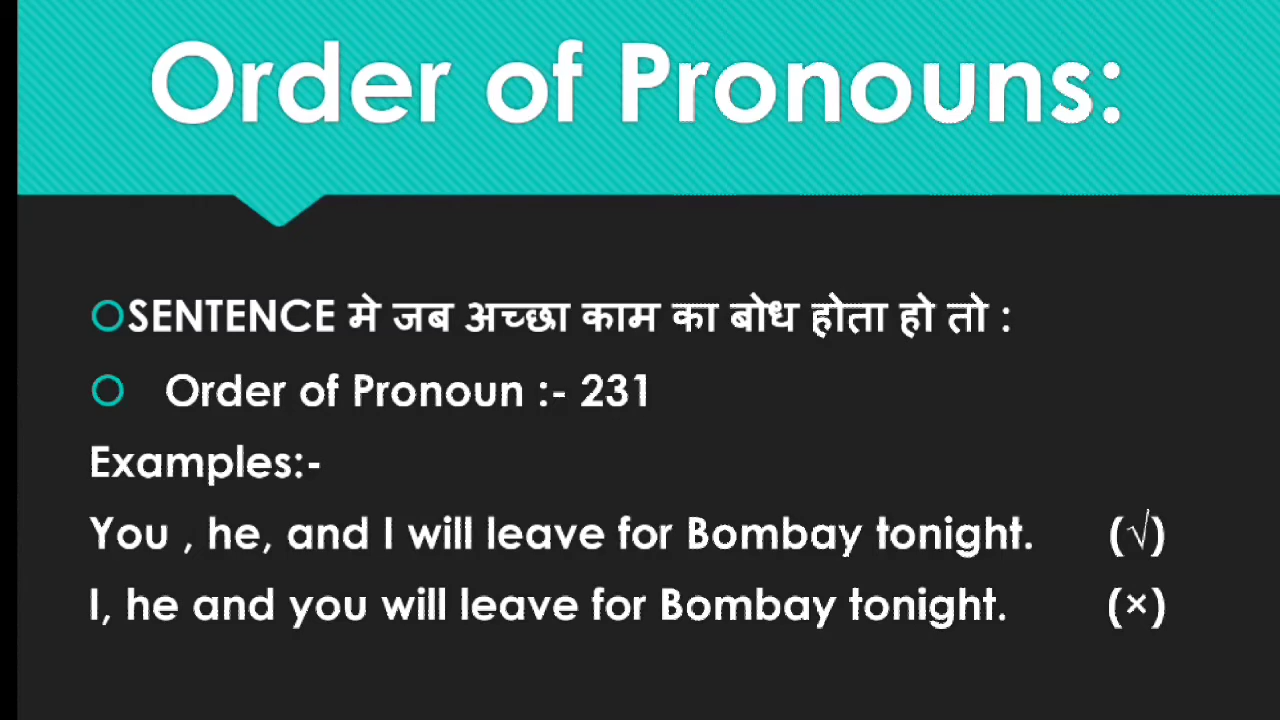 Order of Pronouns:
SENTENCE मे जब अच्छा काम का बोध होता हो तो :
Order of Pronoun :- 231
Examples:-
You , he, and I will leave for Bombay tonight. (√)
I, he and you will leave for Bombay tonight. (×)